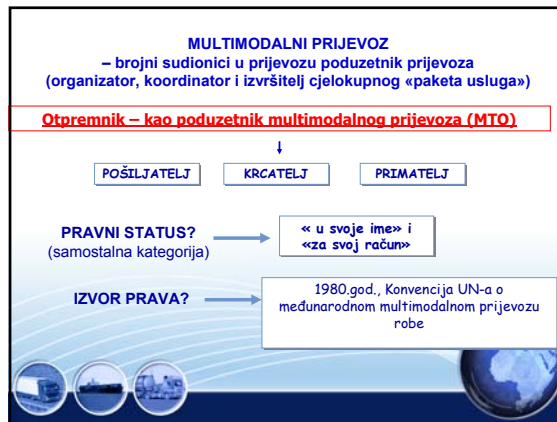 MULTIMODALNI PRIJEVOZ
– brojni sudionici u prijevozu poduzetnik prijevoza
(organizator, koordinator i izvršitelj cjelokupnog «paketa usluga»)
Otpremnik – kao poduzetnik multimodalnog prijevoza (MTO)
POŠILJATELJ KRCATELJ PRIMATELJ
PRAVNI STATUS?
(samostalna kategorija)
« u svoje ime» i
«za svoj račun»
IZVOR PRAVA?
1980.god., Konvencija UN-a o
međunarodnom multimodalnom prijevozu
robe